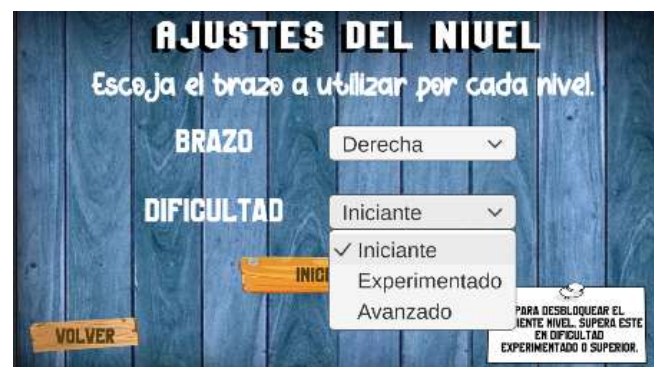 AJUSTES DEL NIVEL
Escoja el brazo a utilizar por cada nivel.
BRAZO
Derecha
DIFICULTAD
Iniciante
Iniciante
Experimentado
Avanzado
VOLVER
PARA DESBLOQUEAR EL
NIVEL, SUPERA ESTE
EN DIFICULTAD
EXPERIMENTADO O SUPERIOR.